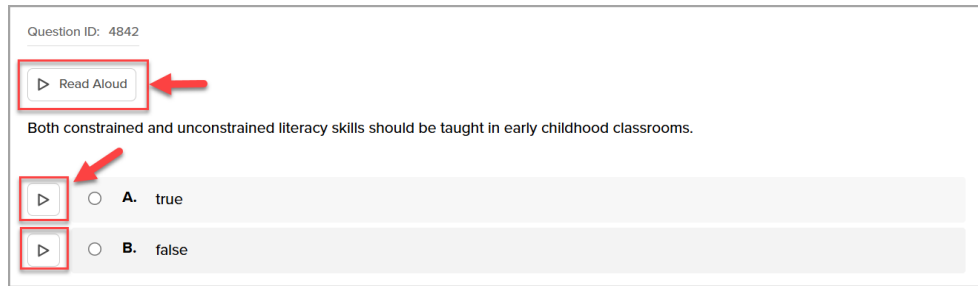 Question ID: 4842
Read Aloud
Both constrained and unconstrained literacy skills should be taught in early childhood classrooms.
A. true
B. false